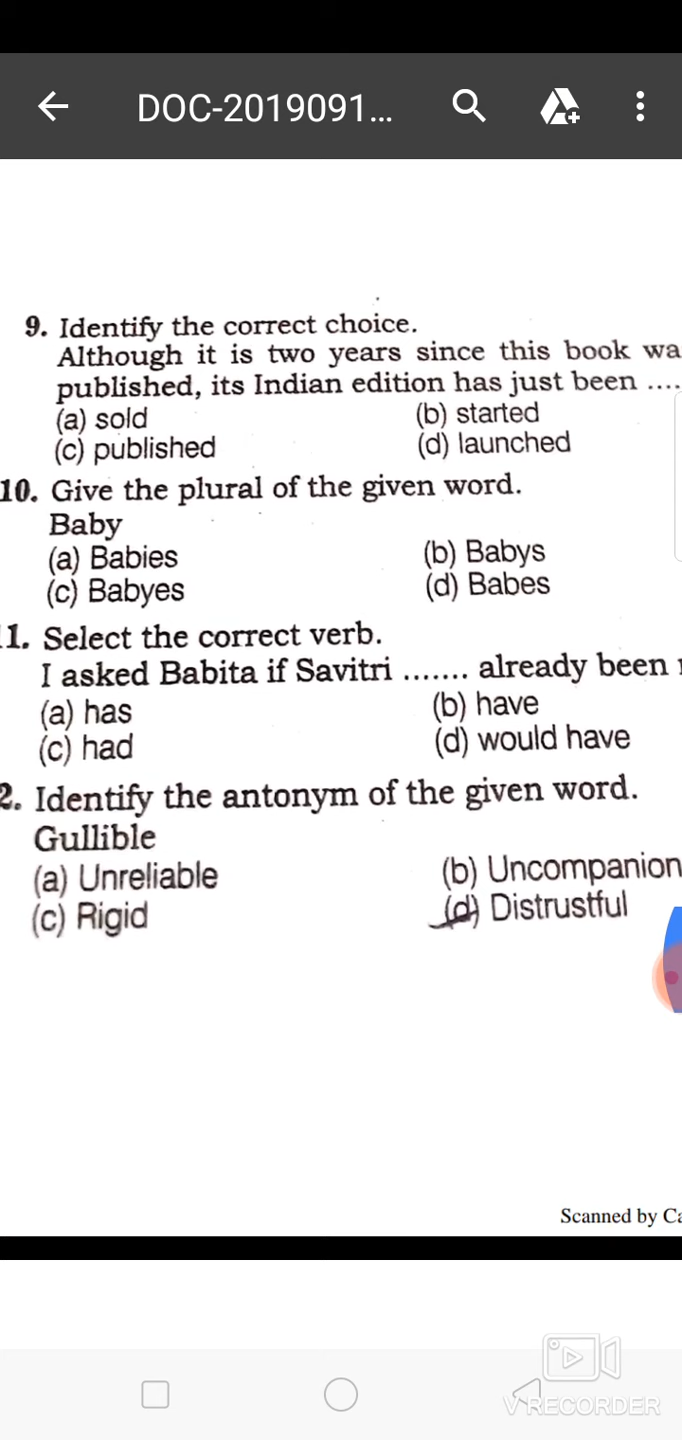 DOC-2019091...
9. Identify the correct choice.
Although it is two years since this book wa
published, its Indian edition has just been ....
(a) sold (b) started
(c) published (d) launched
10. Give the plural of the given word.
Baby
(a) Babies (b) Babys
(c) Babyes (d) Babes
1. Select the correct verb.
I asked Babita if Savitri ....... already been
(a) has (b) have
(c) had (d) would have
2. Identify the antonym of the given word.
Gullible
(a) Unreliable (b) Uncompanion
(c) Rigid (d) Distrustful
Scanned by Ca
V RECORDER